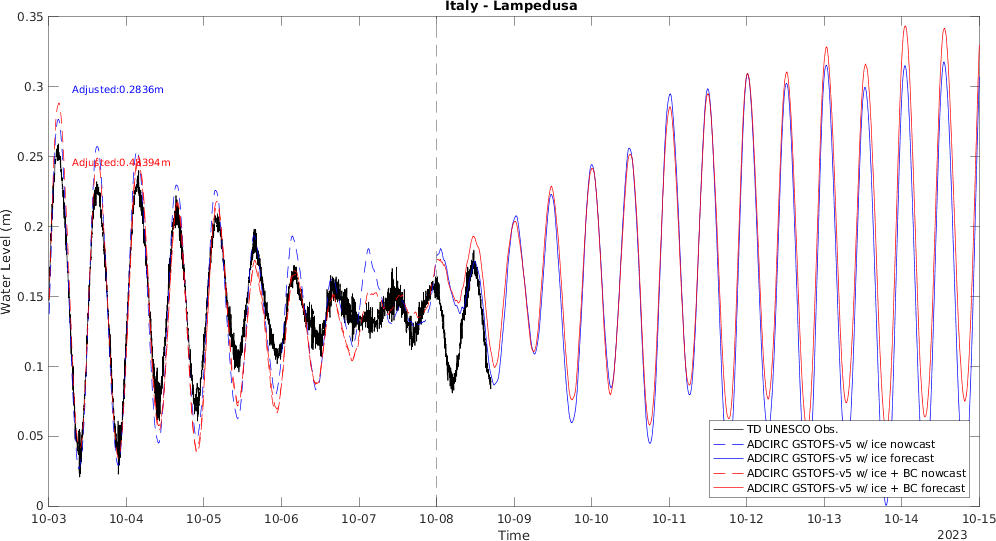 Italy - Lampedusa
Water Level (m)
0.35
0.3
0.25
0.2
0.15
0.1
0.05
0
Adjusted:0.2836m
Adjusted:0.43394m
TD UNESCO Obs.
ADCIRC GSTOFS-v5 w/ ice nowcast
ADCIRC GSTOFS-v5 w/ ice forecast
ADCIRC GSTOFS-v5 w/ ice + BC nowcast
ADCIRC GSTOFS-v5 w/ ice + BC forecast
10-03 10-04 10-05 10-06 10-07 10-08 10-09 10-10 10-11 10-12 10-13 10-14 10-15
Time
2023